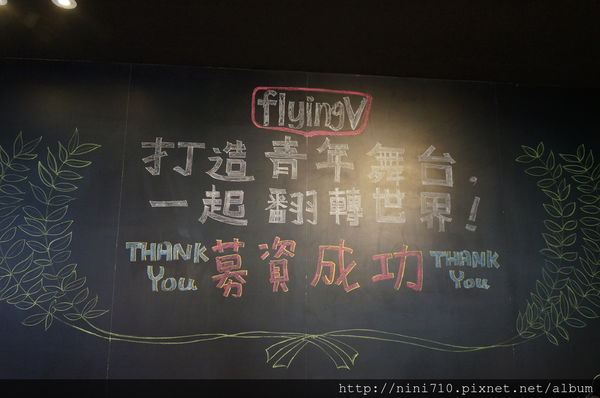 flyingV
打造青年舞台,
一起翻轉世界!
THANK You 募資成功 THANK You
http://nini710.pixnet.net/album